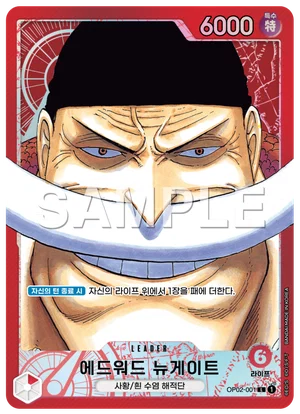 6000
특수
特
SAMPLE
자신의 턴 종료 시 자신의 라이프 위에서 1장을 패에 더한다.
LEADER
에드워드 뉴게이트
사황/흰 수염 해적단
6
라이프
OP02-001 L 1